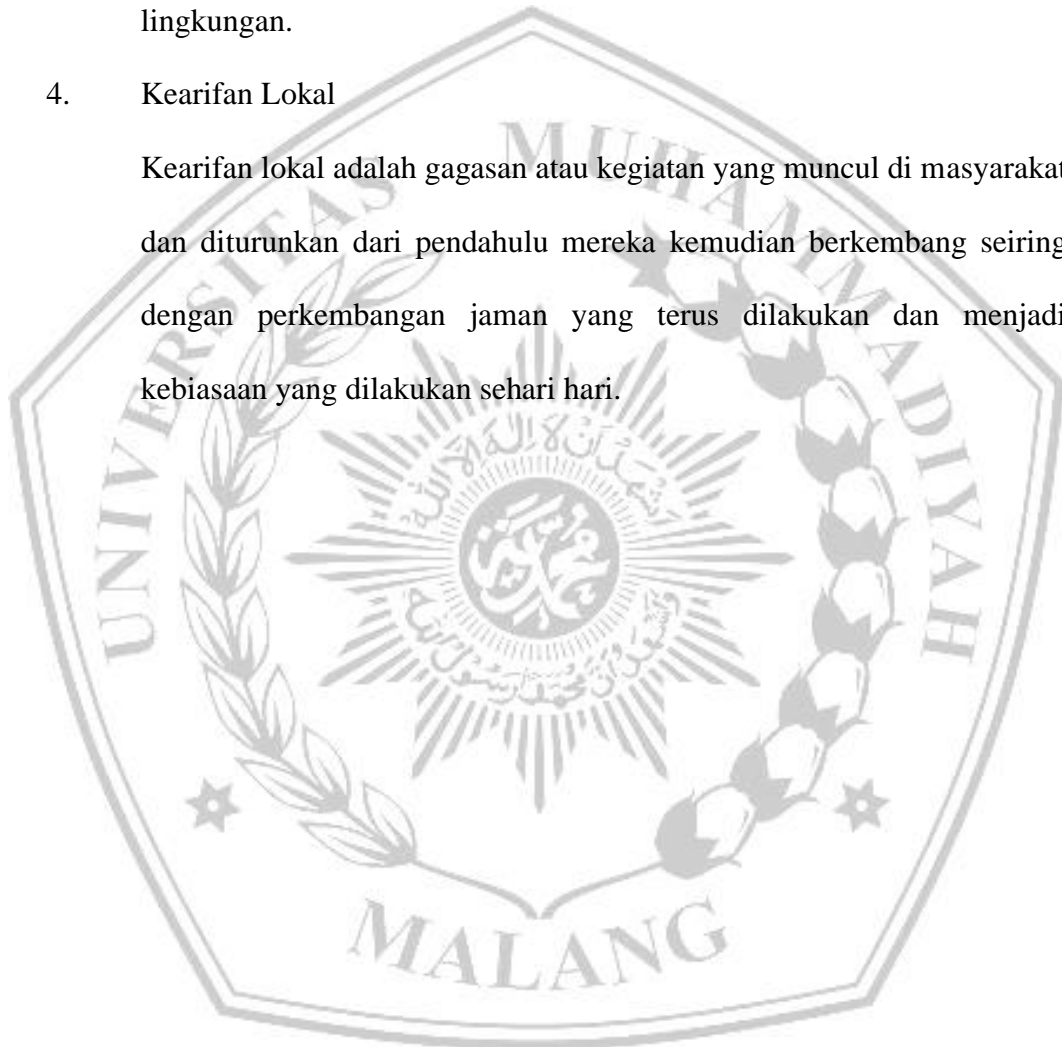 lingkungan.
4. Kearifan Lokal
Kearifan lokal adalah gagasan atau kegiatan yang muncul di masyarakat
dan diturunkan dari pendahulu mereka kemudian berkembang seiring
dengan perkembangan jaman yang terus dilakukan dan menjadi
kebiasaan yang dilakukan sehari hari.
UNIVERSITAS MUHAMMADIYAH
MALANG